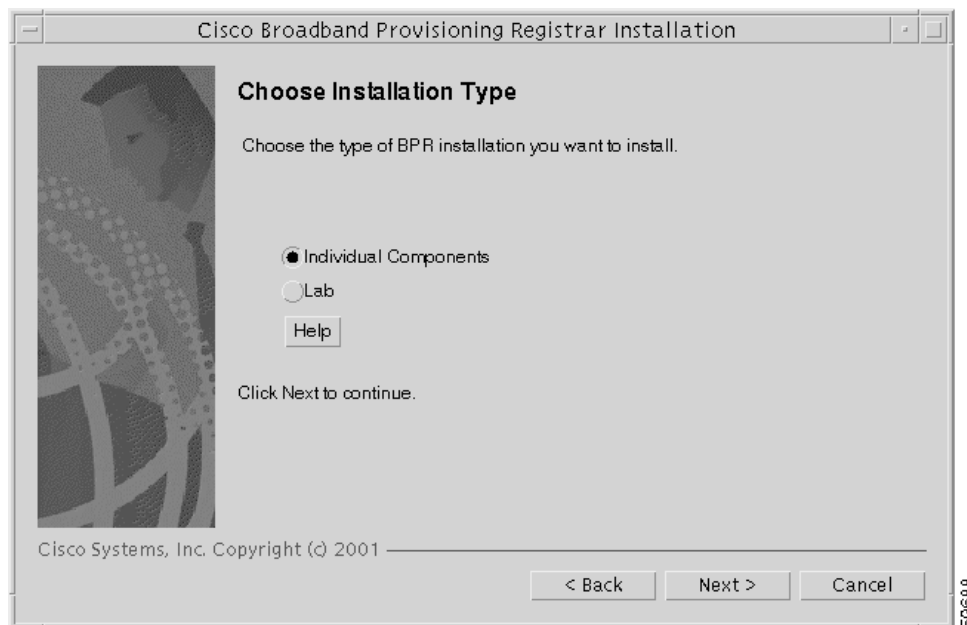 Cisco Broadband Provisioning Registrar Installation
Choose Installation Type
Choose the type of BPR installation you want to install.
Individual Components
Lab
Help
Click Next to continue.
Cisco Systems, Inc. Copyright (c) 2001
< Back Next > Cancel